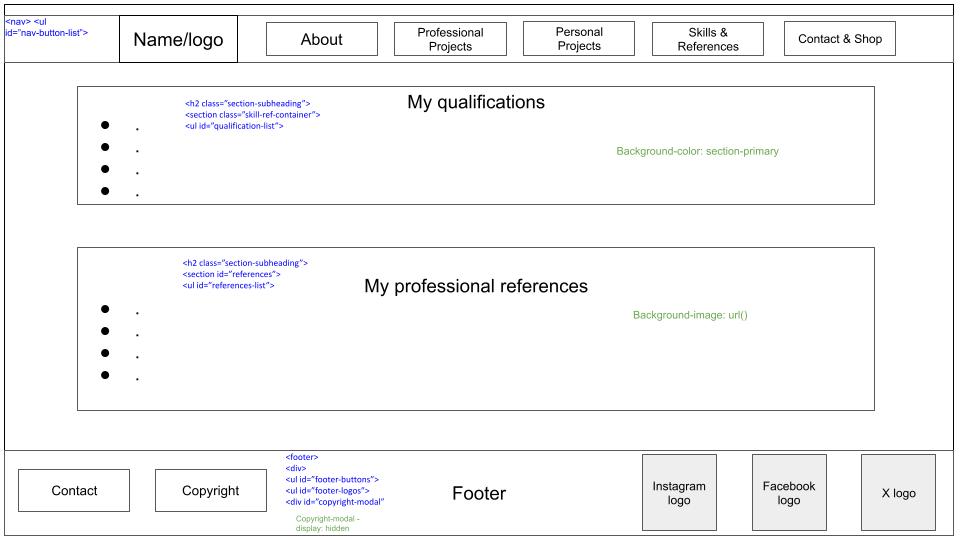 <nav> <ul
id="nav-button-list">
Name/logo
About
Professional
Projects
Personal
Projects
Skills &
References
Contact & Shop
<h2 class="section-subheading">
<section class="skill-ref-container">
<ul id="qualification-list">
My qualifications
● .
● .
● .
● .
Background-color: section-primary
<h2 class="section-subheading">
<section id="references">
<ul id="references-list">
My professional references
● .
● .
● .
● .
Background-image: url()
Contact
Copyright
<footer>
<div>
<ul id="footer-buttons">
<ul id="footer-logos">
<div id="copyright-modal"
Copyright-modal -
display: hidden
Footer
Instagram
logo
Facebook
logo
X logo